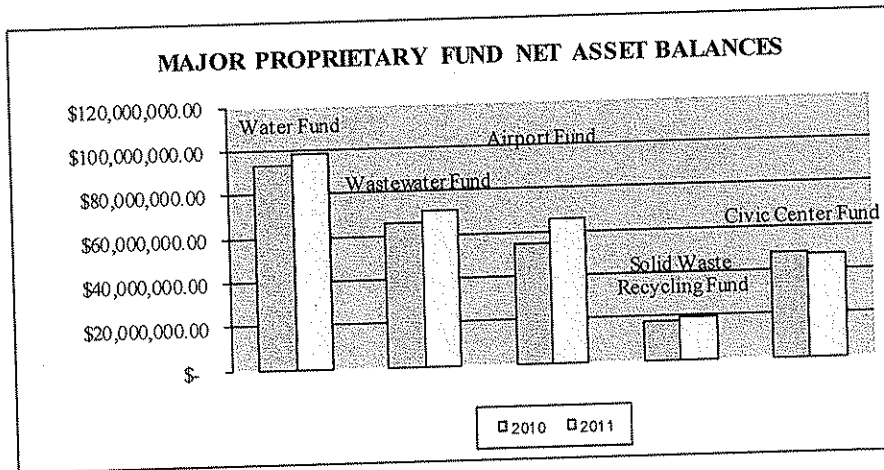 MAJOR PROPRIETARY FUND NET ASSET BALANCES
$120,000,000.00
$100,000,000.00
$80,000,000.00
$60,000,000.00
$40,000,000.00
$20,000,000.00
$-
Water Fund
Airport Fund
Wastewater Fund
Civic Center Fund
Solid Waste
Recycling Fund
2010 2011